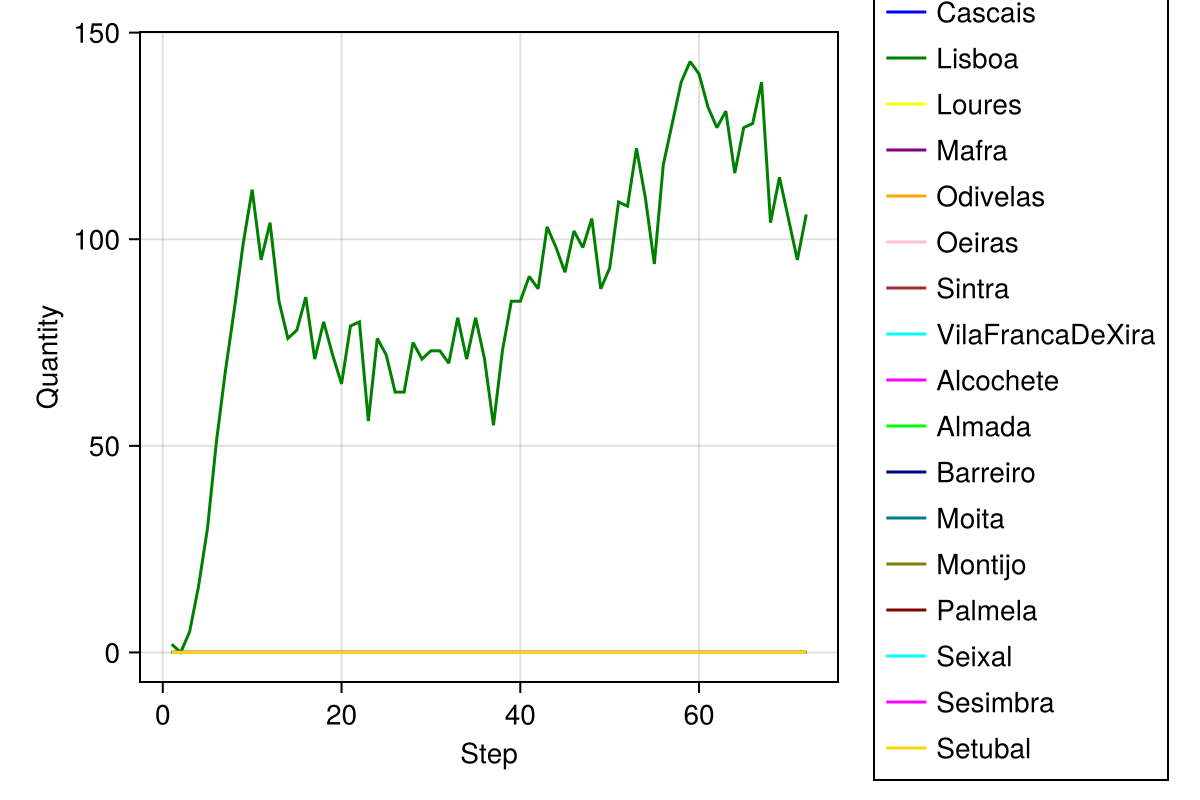 150
100
50
0
Quantity
0 20 40 60
Step
Cascais
Lisboa
Loures
Mafra
Odivelas
Oeiras
Sintra
VilaFrancaDeXira
Alcochete
Almada
Barreiro
Moita
Montijo
Palmela
Seixal
Sesimbra
Setubal